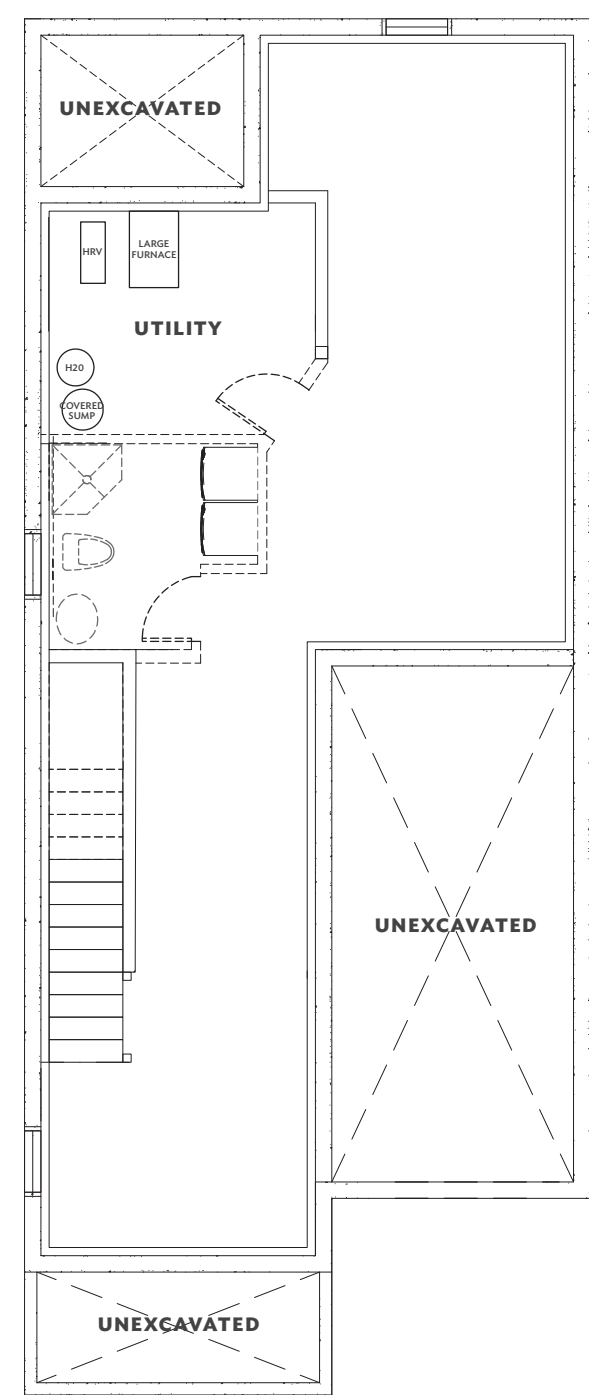 UNEXCAVATED
HRV
LARGE
FURNACE
UTILITY
H20
COVERED
SUMP
UNEXCAVATED
UNEXCAVATED